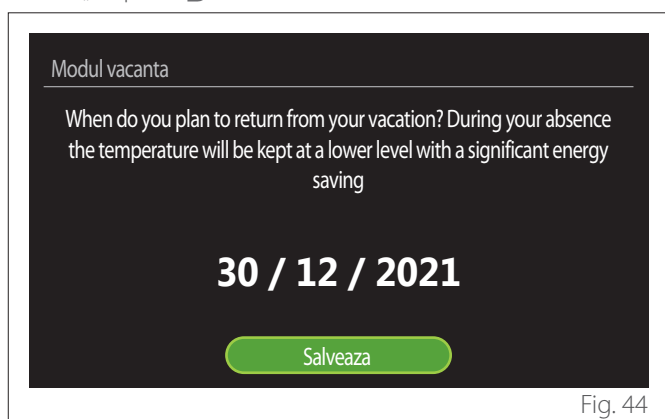 Modul vacanta
When do you plan to return from your vacation? During your absence
the temperature will be kept at a lower level with a significant energy
saving
30 / 12 / 2021
Salveaza
Fig. 44